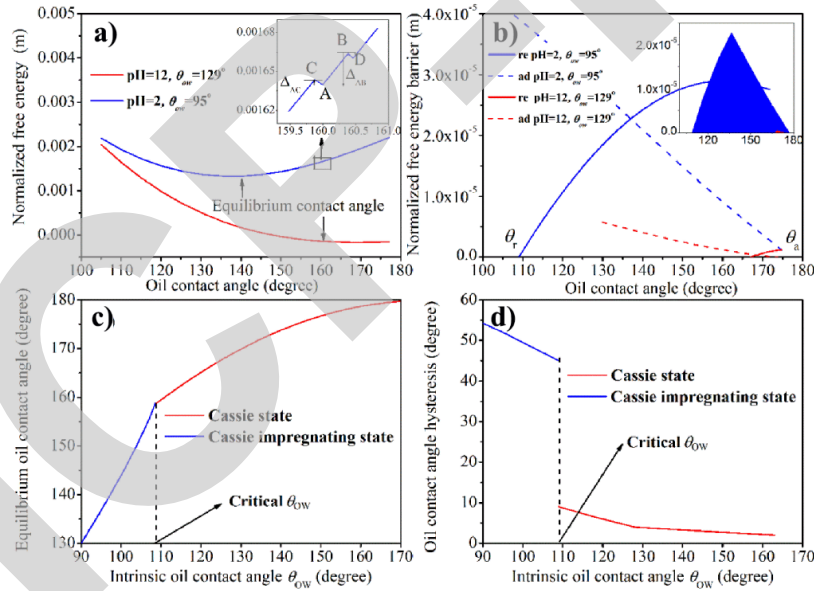 a)
Normalized free energy (m)
0.005
0.004
0.003
0.002
0.001
0.000
pH=12, θow=129°
pH=2, θow=95°
0.00168
0.00165
0.00162
C
B
D
A
ΔAC
ΔAB
159.5 160.0 160.5 161.0
Equilibrium contact angle
100 110 120 130 140 150 160 170 180
Oil contact angle (degree)
b)
Normalized free energy barrier (m)
4.0x10⁻⁵
3.0x10⁻⁵
2.0x10⁻⁵
1.0x10⁻⁵
0.0
re pH=2, θow=95°
ad pH=2, θow=95°
re pH=12, θow=129°
ad pH=12, θow=129°
2.0x10⁻⁵
1.0x10⁻⁵
0.0
120 150 180
θr
θa
100 110 120 130 140 150 160 170 180
Oil contact angle (degree)
c)
Equilibrium oil contact angle (degree)
180
170
160
150
140
130
Cassie state
Cassie impregnating state
Critical θOW
90 100 110 120 130 140 150 160 170
Intrinsic oil contact angle θOW (degree)
d)
Oil contact angle hysteresis (degree)
60
50
40
30
20
10
0
Cassie state
Cassie impregnating state
Critical θOW
90 100 110 120 130 140 150 160 170
Intrinsic oil contact angle θOW (degree)